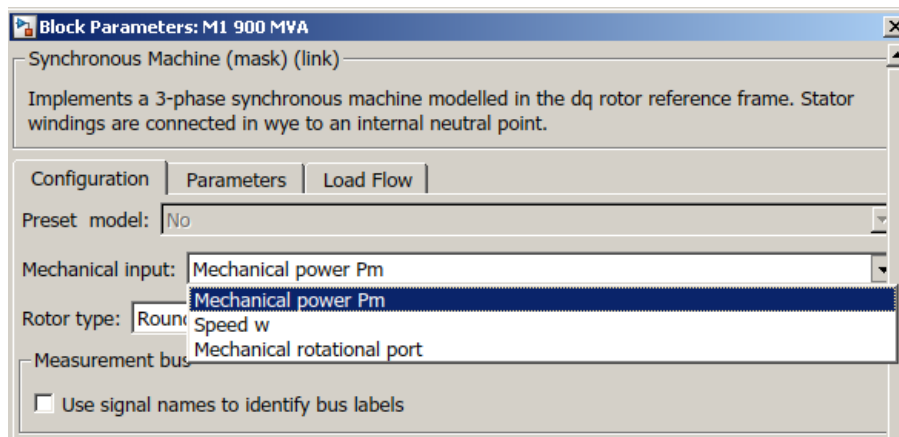 Block Parameters: M1 900 MVA
Synchronous Machine (mask) (link)
Implements a 3-phase synchronous machine modelled in the dq rotor reference frame. Stator
windings are connected in wye to an internal neutral point.
Configuration Parameters Load Flow
Preset model: No
Mechanical input: Mechanical power Pm
Mechanical power Pm
Rotor type: Roun
Speed w
Mechanical rotational port
Measurement bus
Use signal names to identify bus labels